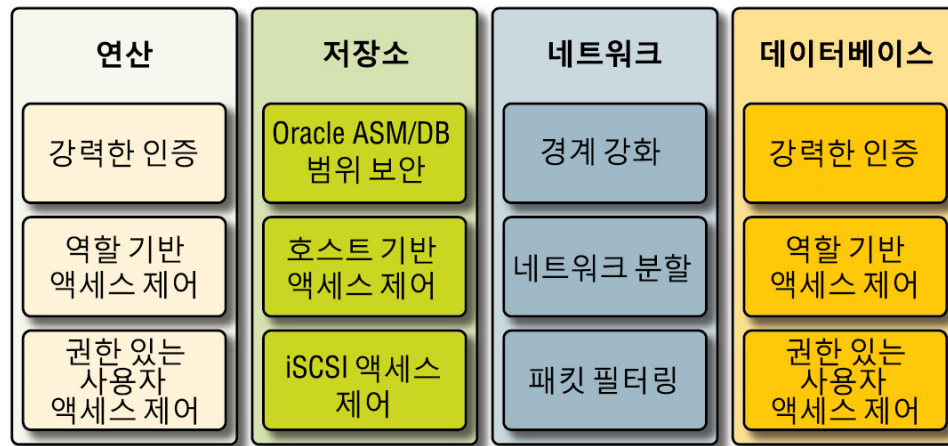 연산
강력한 인증
역할 기반
액세스 제어
권한 있는
사용자
액세스 제어
저장소
Oracle ASM/DB
범위 보안
호스트 기반
액세스 제어
iSCSI 액세스
제어
네트워크
경계 강화
네트워크 분할
패킷 필터링
데이터베이스
강력한 인증
역할 기반
액세스 제어
권한 있는
사용자
액세스 제어